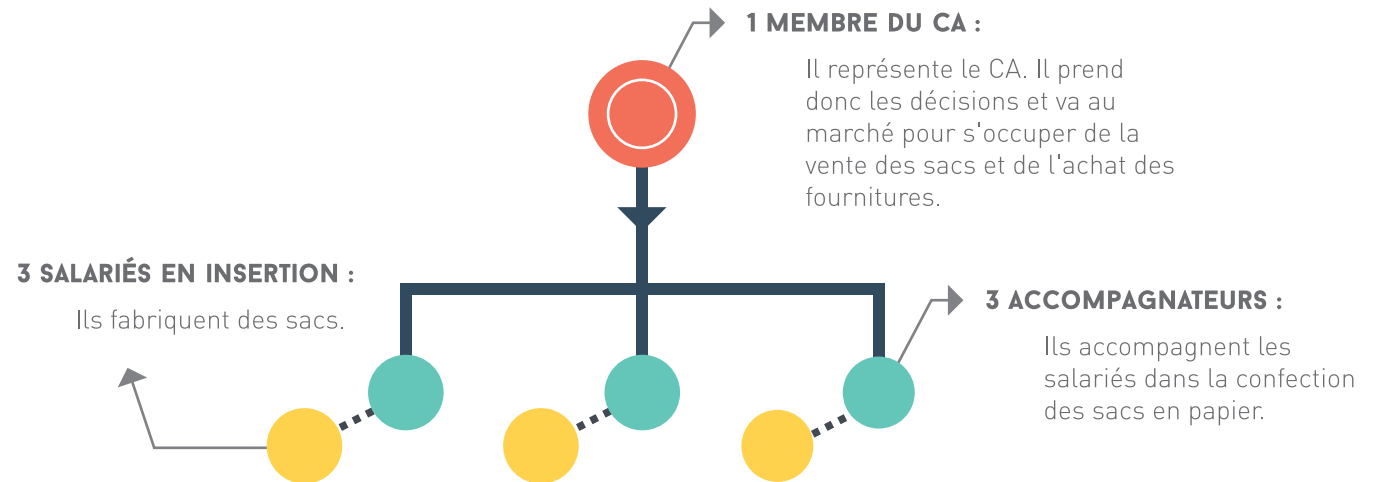 1 MEMBRE DU CA :
Il représente le CA. Il prend
donc les décisions et va au
marché pour s'occuper de la
vente des sacs et de l'achat des
fournitures.
3 SALARIÉS EN INSERTION :
Ils fabriquent des sacs.
3 ACCOMPAGNATEURS :
Ils accompagnent les
salariés dans la confection
des sacs en papier.